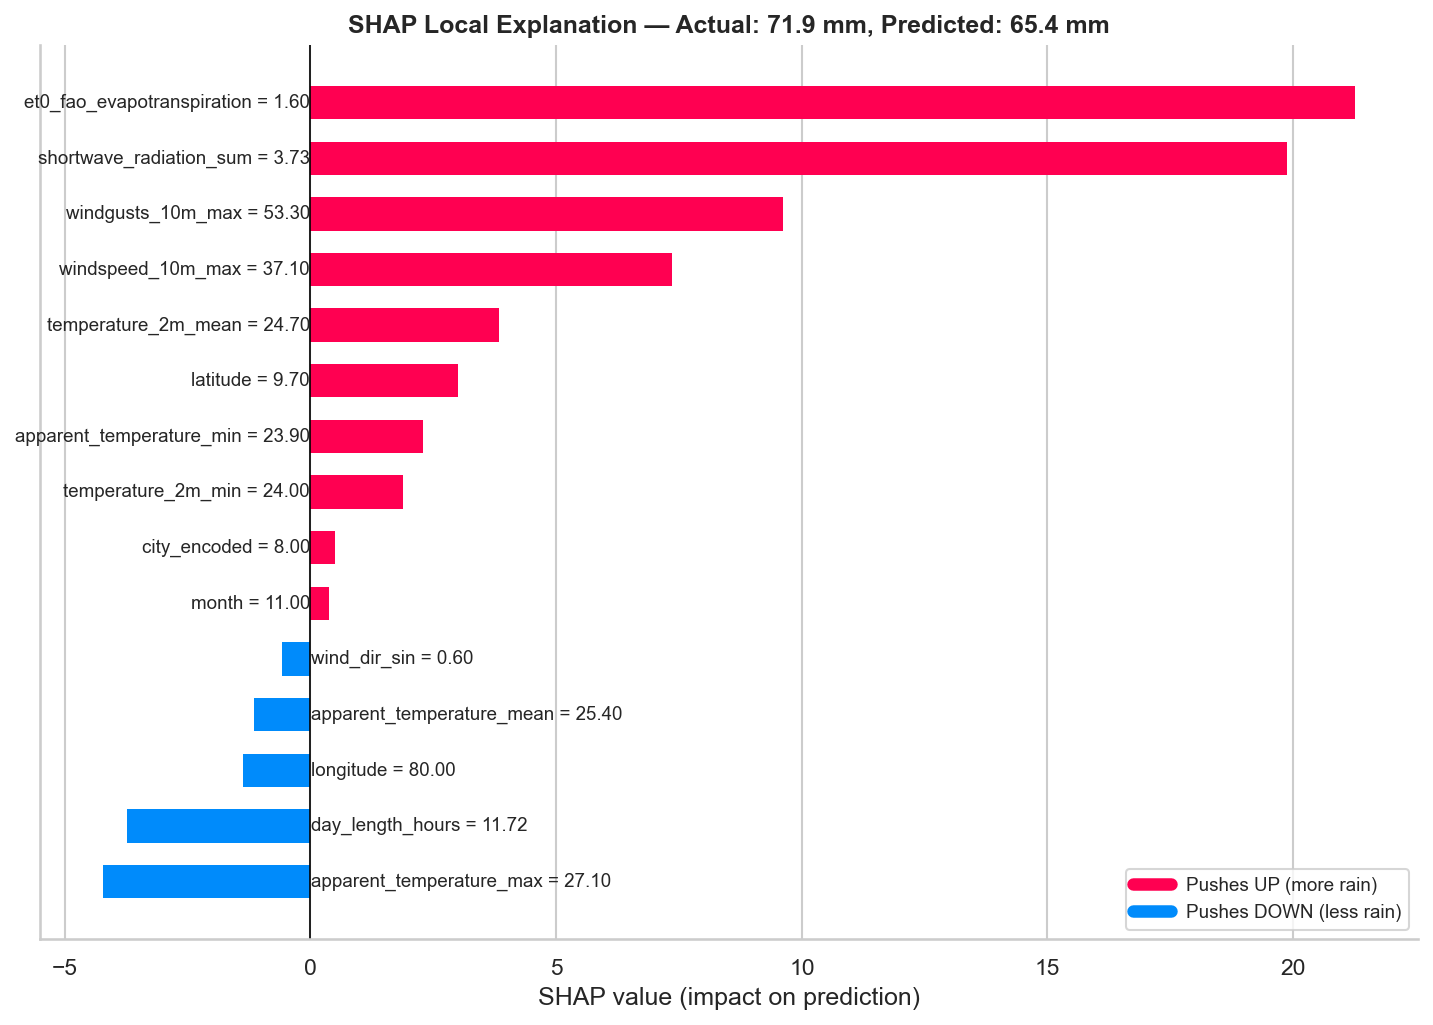 SHAP Local Explanation — Actual: 71.9 mm, Predicted: 65.4 mm
et0_fao_evapotranspiration = 1.60
shortwave_radiation_sum = 3.73
windgusts_10m_max = 53.30
windspeed_10m_max = 37.10
temperature_2m_mean = 24.70
latitude = 9.70
apparent_temperature_min = 23.90
temperature_2m_min = 24.00
city_encoded = 8.00
month = 11.00
wind_dir_sin = 0.60
apparent_temperature_mean = 25.40
longitude = 80.00
day_length_hours = 11.72
apparent_temperature_max = 27.10
Pushes UP (more rain)
Pushes DOWN (less rain)
−5 0 5 10 15 20
SHAP value (impact on prediction)